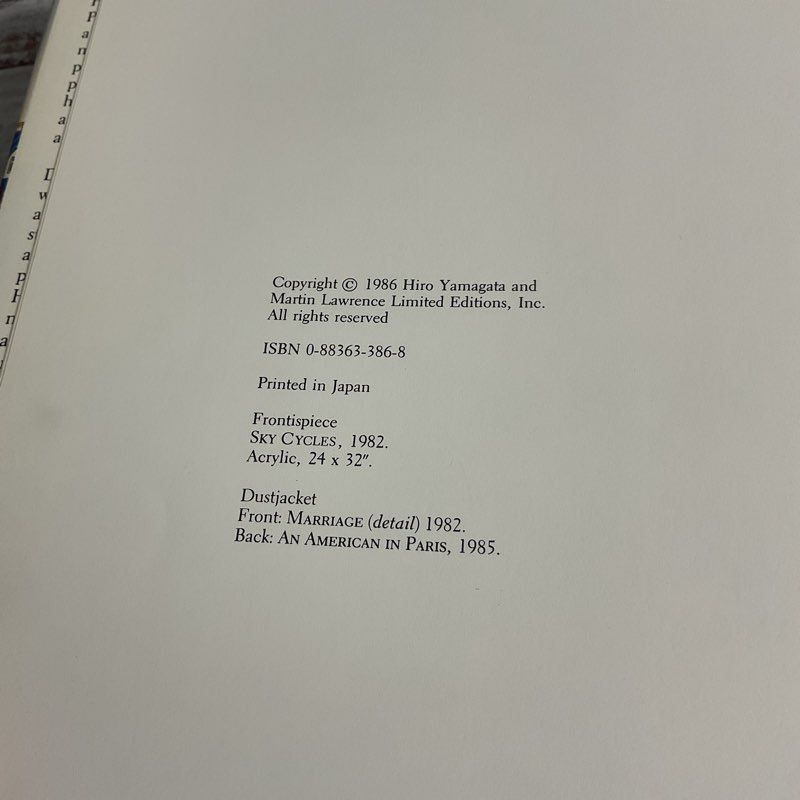 Copyright © 1986 Hiro Yamagata and
Martin Lawrence Limited Editions, Inc.
All rights reserved
ISBN 0-88363-386-8
Printed in Japan
Frontispiece
SKY CYCLES, 1982.
Acrylic, 24 x 32".
Dustjacket
Front: MARRIAGE (detail) 1982.
Back: AN AMERICAN IN PARIS, 1985.